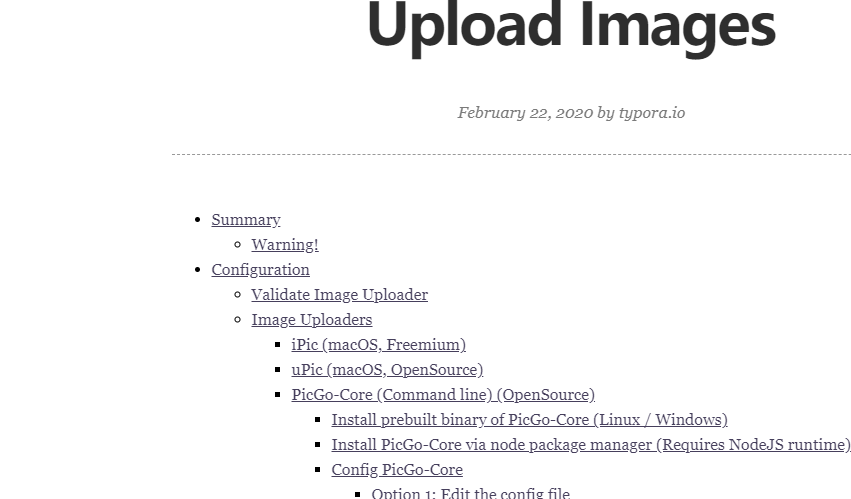 Upload Images
February 22, 2020 by typora.io
Summary
Warning!
Configuration
Validate Image Uploader
Image Uploaders
iPic (macOS, Freemium)
uPic (macOS, OpenSource)
PicGo-Core (Command line) (OpenSource)
Install prebuilt binary of PicGo-Core (Linux / Windows)
Install PicGo-Core via node package manager (Requires NodeJS runtime)
Config PicGo-Core
Option 1: Edit the config file